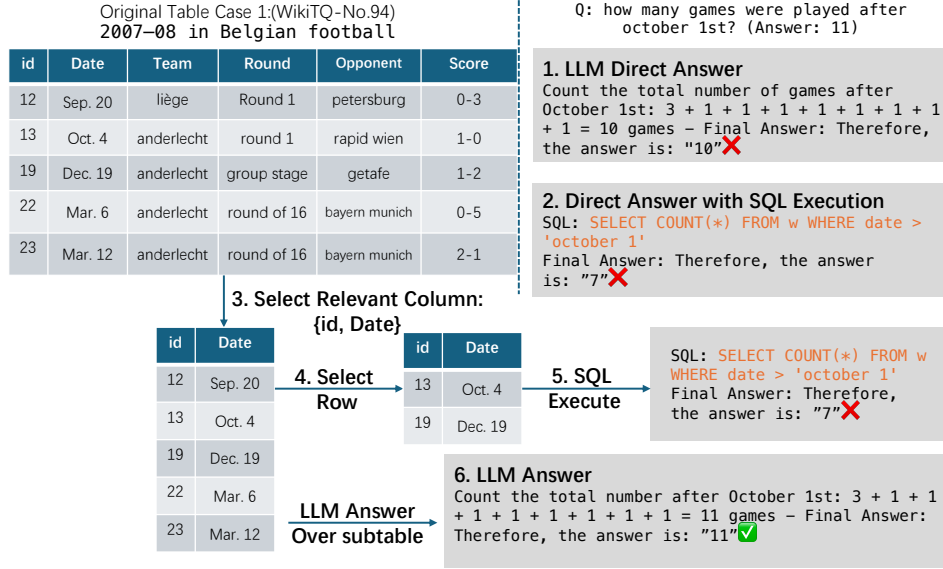 Original Table Case 1:(WikiTQ-No.94)
2007–08 in Belgian football
id Date Team Round Opponent Score
12 Sep. 20 liège Round 1 petersburg 0-3
13 Oct. 4 anderlecht round 1 rapid wien 1-0
19 Dec. 19 anderlecht group stage getafe 1-2
22 Mar. 6 anderlecht round of 16 bayern munich 0-5
23 Mar. 12 anderlecht round of 16 bayern munich 2-1
Q: how many games were played after
october 1st? (Answer: 11)
1. LLM Direct Answer
Count the total number of games after
October 1st: 3 + 1 + 1 + 1 + 1 + 1 + 1 + 1
+ 1 = 10 games – Final Answer: Therefore,
the answer is: "10”
2. Direct Answer with SQL Execution
SQL: SELECT COUNT(*) FROM w WHERE date >
'october 1'
Final Answer: Therefore, the answer
is: ”7”
3. Select Relevant Column:
{id, Date}
id Date
12 Sep. 20
13 Oct. 4
19 Dec. 19
22 Mar. 6
23 Mar. 12
4. Select
Row
id Date
13 Oct. 4
19 Dec. 19
5. SQL
Execute
SQL: SELECT COUNT(*) FROM w
WHERE date > 'october 1'
Final Answer: Therefore,
the answer is: ”7”
LLM Answer
Over subtable
6. LLM Answer
Count the total number after October 1st: 3 + 1 + 1
+ 1 + 1 + 1 + 1 + 1 + 1 = 11 games – Final Answer:
Therefore, the answer is: ”11”